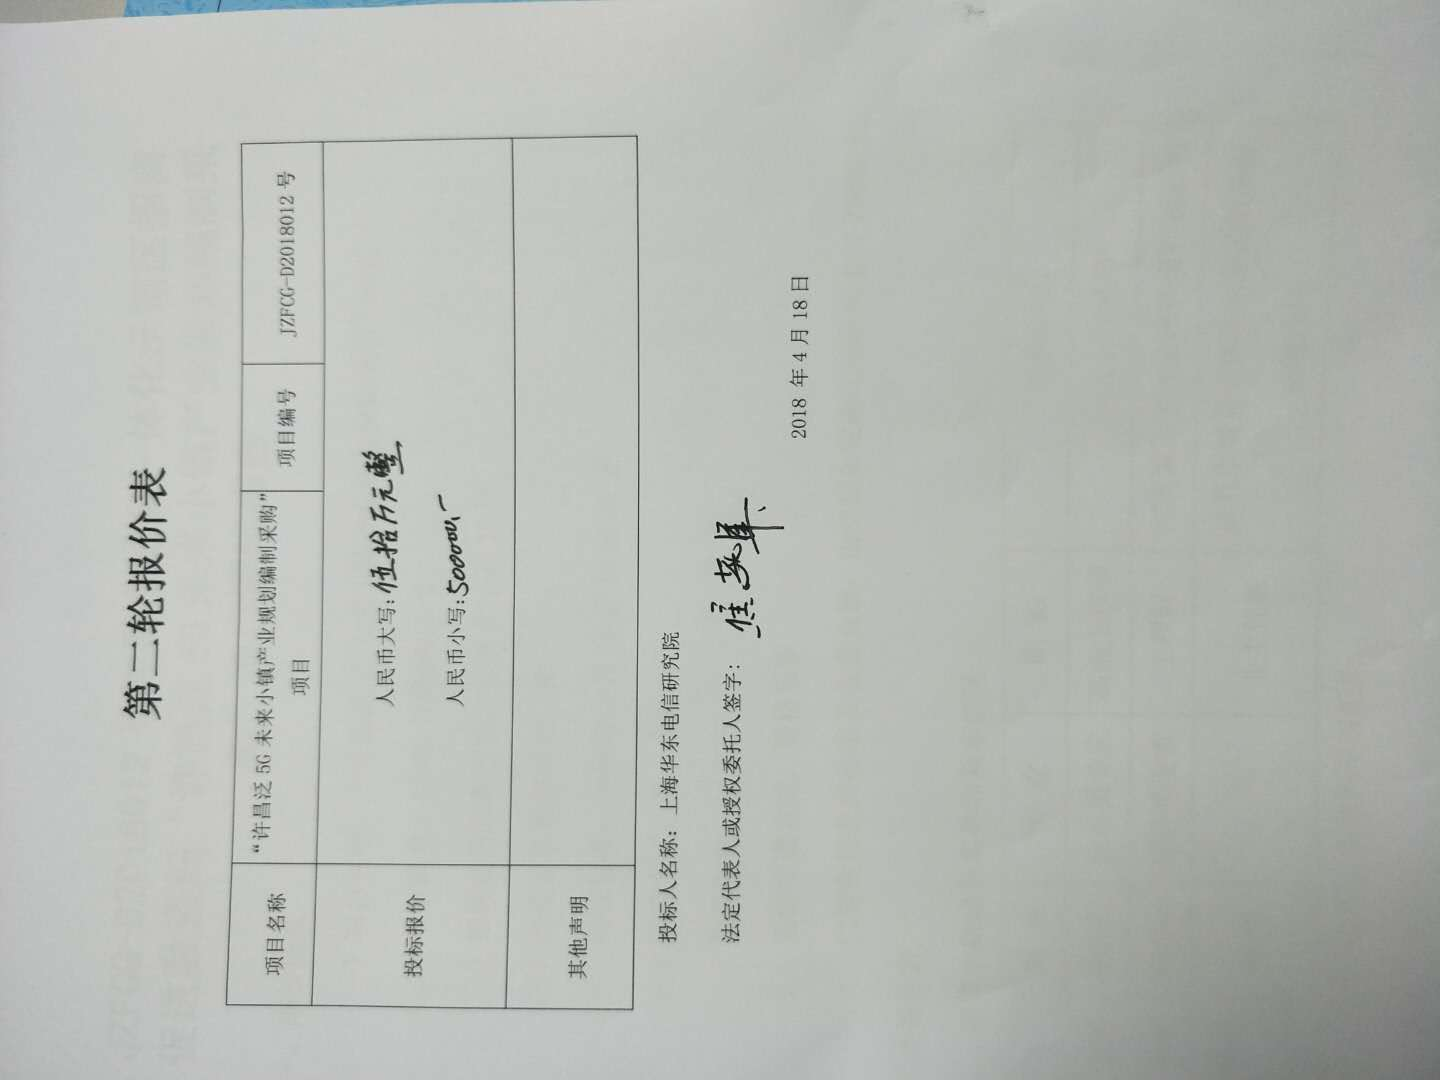 第二轮报价表
项目名称
“许昌泛 5G 未来小镇产业规划编制采购”
项目
项目编号
JZFCG-D2018012 号
投标报价
人民币大写：伍拾万元整
人民币小写：500000.-
其他声明
投标人名称：上海华东电信研究院
法定代表人或授权委托人签字：
2018 年 4 月 18 日